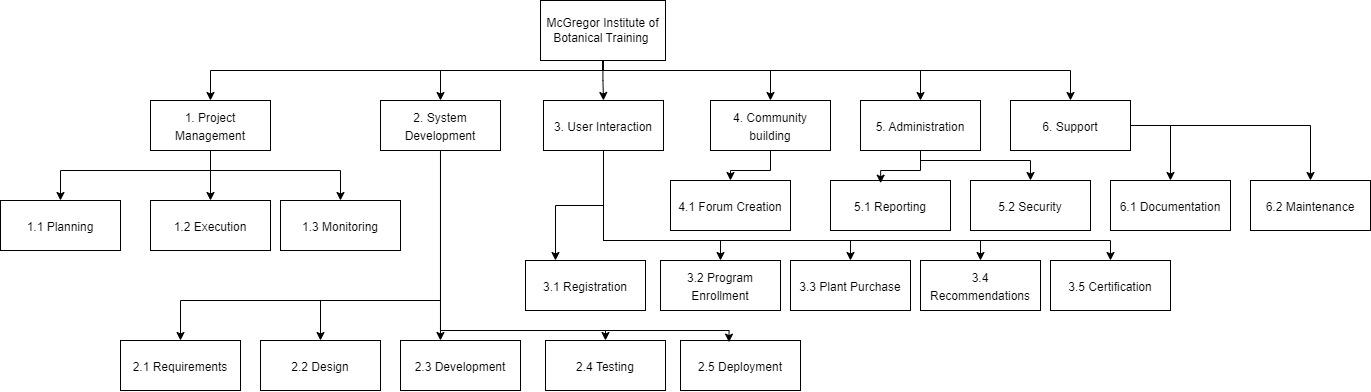 McGregor Institute of
Botanical Training
1. Project
Management
2. System
Development
3. User Interaction
4. Community
building
5. Administration
6. Support
1.1 Planning
1.2 Execution
1.3 Monitoring
4.1 Forum Creation
5.1 Reporting
5.2 Security
6.1 Documentation
6.2 Maintenance
3.1 Registration
3.2 Program
Enrollment
3.3 Plant Purchase
3.4
Recommendations
3.5 Certification
2.1 Requirements
2.2 Design
2.3 Development
2.4 Testing
2.5 Deployment